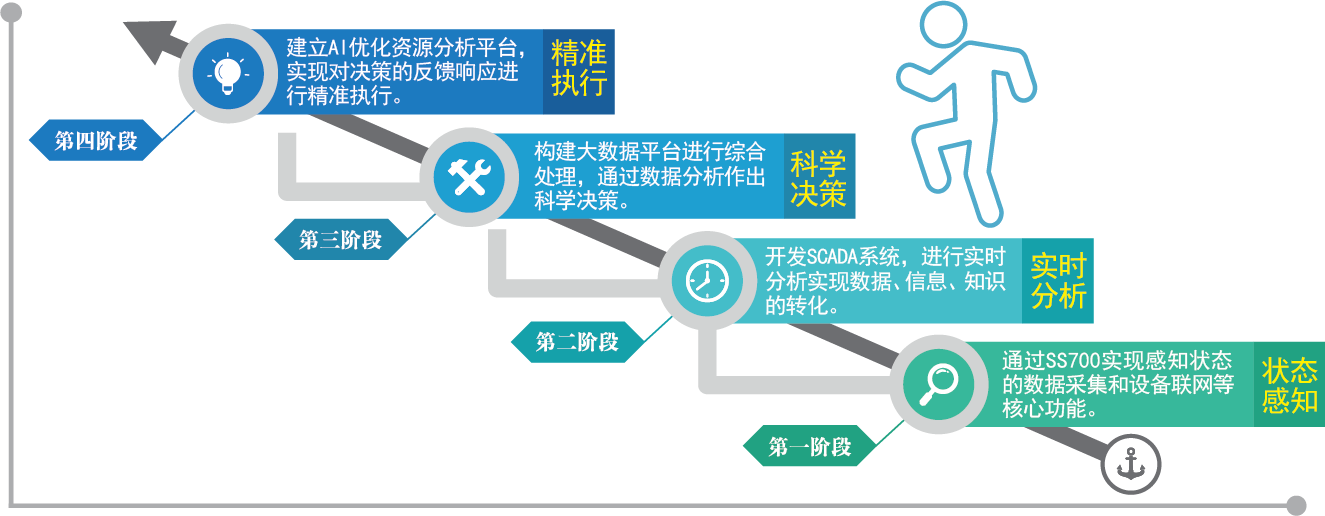 建立AI优化资源分析平台，
实现对决策的反馈响应进
行精准执行。
精准
执行
第四阶段
构建大数据平台进行综合
处理，通过数据分析作出
科学决策。
科学
决策
第三阶段
开发SCADA系统，进行实时
分析实现数据、信息、知识
的转化。
实时
分析
第二阶段
通过SS700实现感知状态
的数据采集和设备联网等
核心功能。
状态
感知
第一阶段